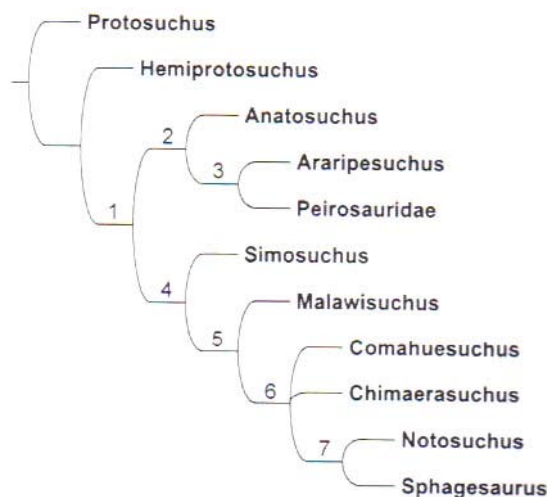 Protosuchus
Hemiprotosuchus
Anatosuchus
2
Araripesuchus
3
Peirosauridae
1
Simosuchus
4
Malawisuchus
5
Comahuesuchus
6
Chimaerasuchus
Notosuchus
7
Sphagesaurus